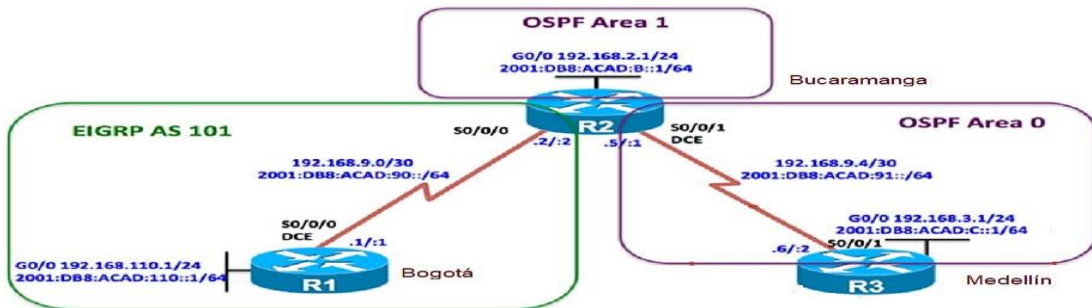 OSPF Area 1
G0/0 192.168.2.1/24
2001:DB8:ACAD:B::1/64
Bucaramanga
EIGRP AS 101
S0/0/0
R2
S0/0/1
DCE
OSPF Area 0
.2/:2
.5/:1
192.168.9.0/30
2001:DB8:ACAD:90::/64
192.168.9.4/30
2001:DB8:ACAD:91::/64
S0/0/0
DCE
.1/:1
G0/0 192.168.3.1/24
2001:DB8:ACAD:C::1/64
.6/:2
S0/0/1
G0/0 192.168.110.1/24
2001:DB8:ACAD:110::1/64
R1
Bogotá
R3
Medellín